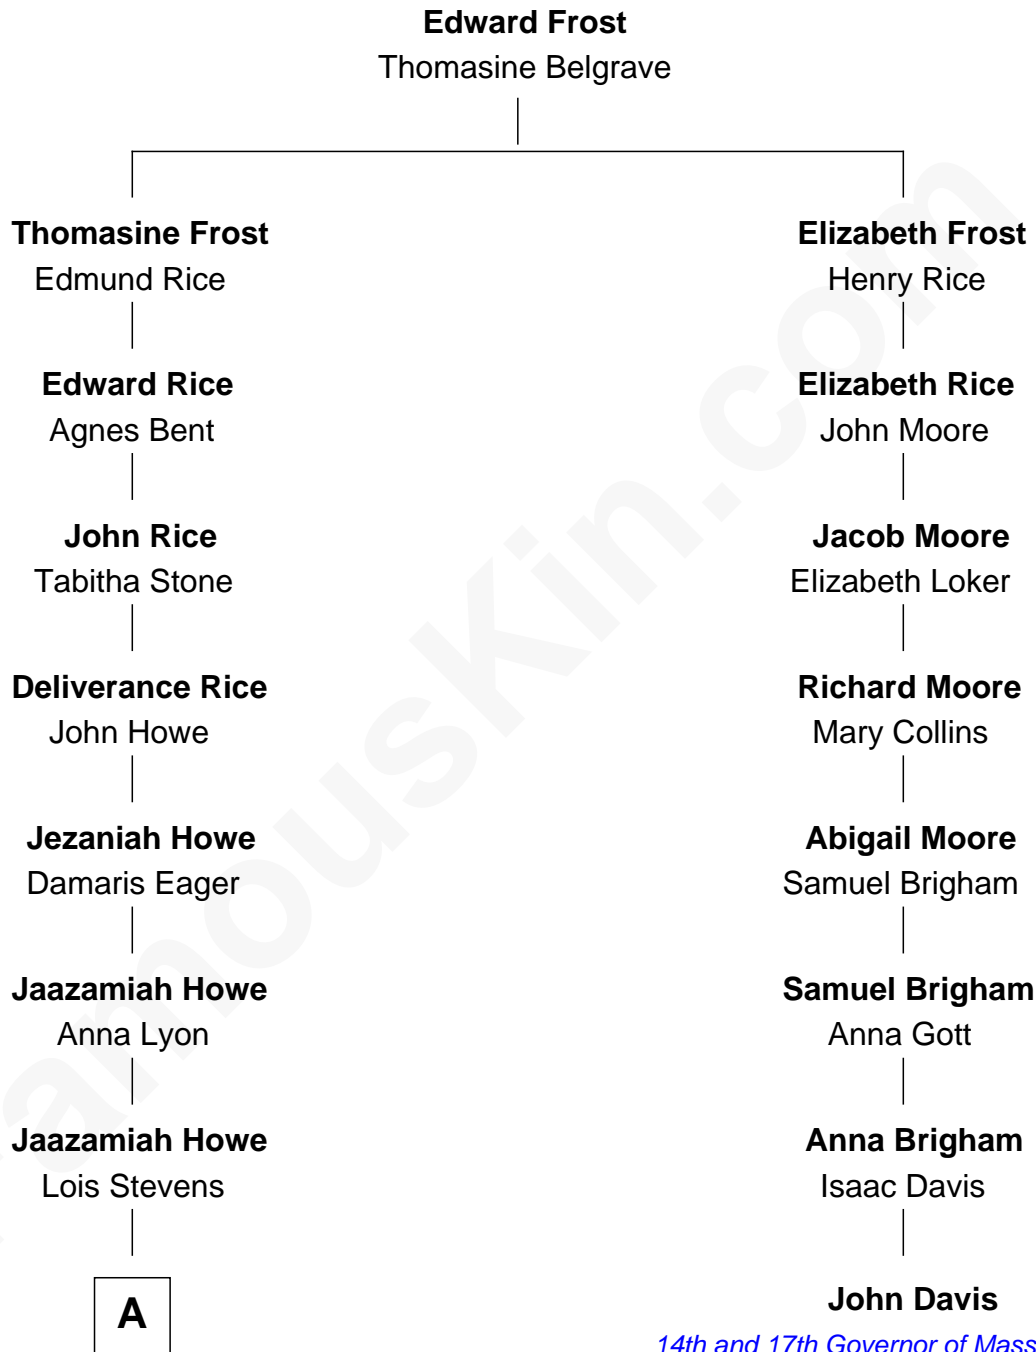 Edward Frost
Thomasine Belgrave
Thomasine Frost
Edmund Rice
Elizabeth Frost
Henry Rice
Edward Rice
Agnes Bent
Elizabeth Rice
John Moore
John Rice
Tabitha Stone
Jacob Moore
Elizabeth Loker
Deliverance Rice
John Howe
Richard Moore
Mary Collins
Jezaniah Howe
Damaris Eager
Abigail Moore
Samuel Brigham
Jaazamiah Howe
Anna Lyon
Samuel Brigham
Anna Gott
Jaazamiah Howe
Lois Stevens
Anna Brigham
Isaac Davis
A
John Davis
14th and 17th Governor of Mass
famouskin.com